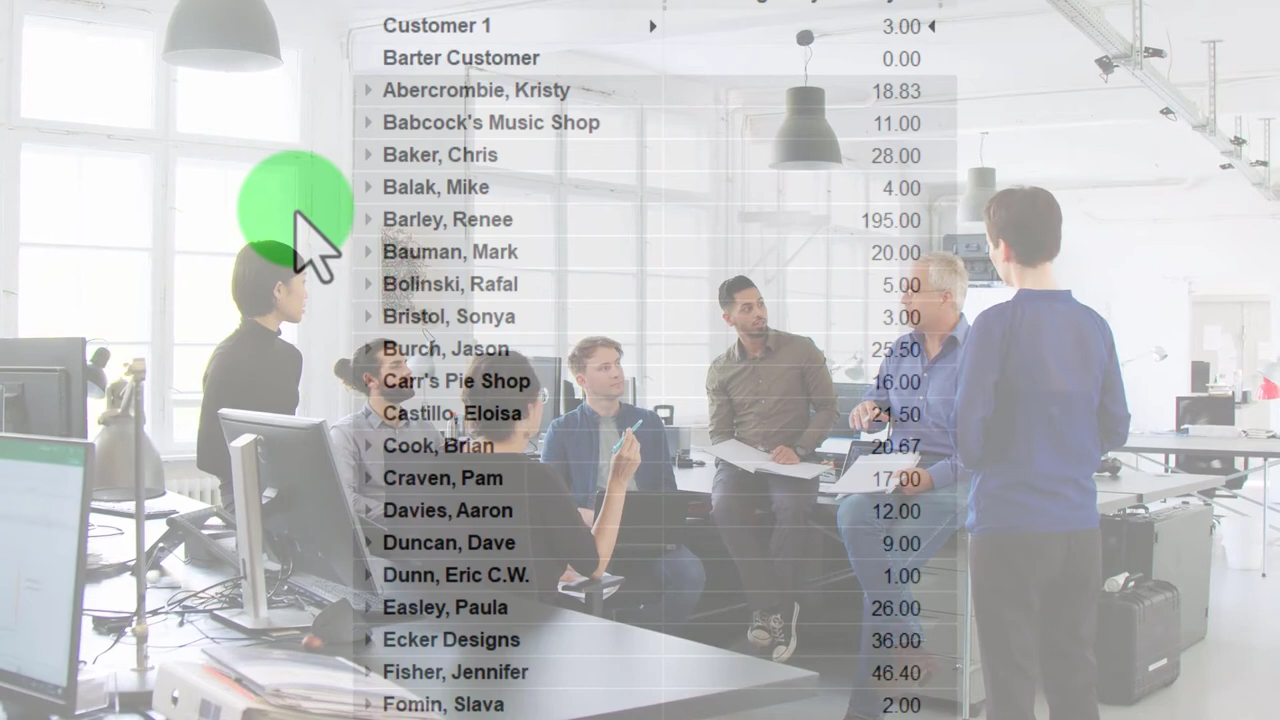 Customer 1 3.00
Barter Customer 0.00
Abercrombie, Kristy 18.83
Babcock's Music Shop 11.00
Baker, Chris 28.00
Balak, Mike 4.00
Barley, Renee 195.00
Bauman, Mark 20.00
Bolinski, Rafal 5.00
Bristol, Sonya 3.00
Burch, Jason 25.50
Carr's Pie Shop 16.00
Castillo, Eloisa
Cook, Brian 20.67
Craven, Pam 17.00
Davies, Aaron 12.00
Duncan, Dave 9.00
Dunn, Eric C.W. 1.00
Easley, Paula 26.00
Ecker Designs 36.00
Fisher, Jennifer 46.40
Fomin, Slava 2.00